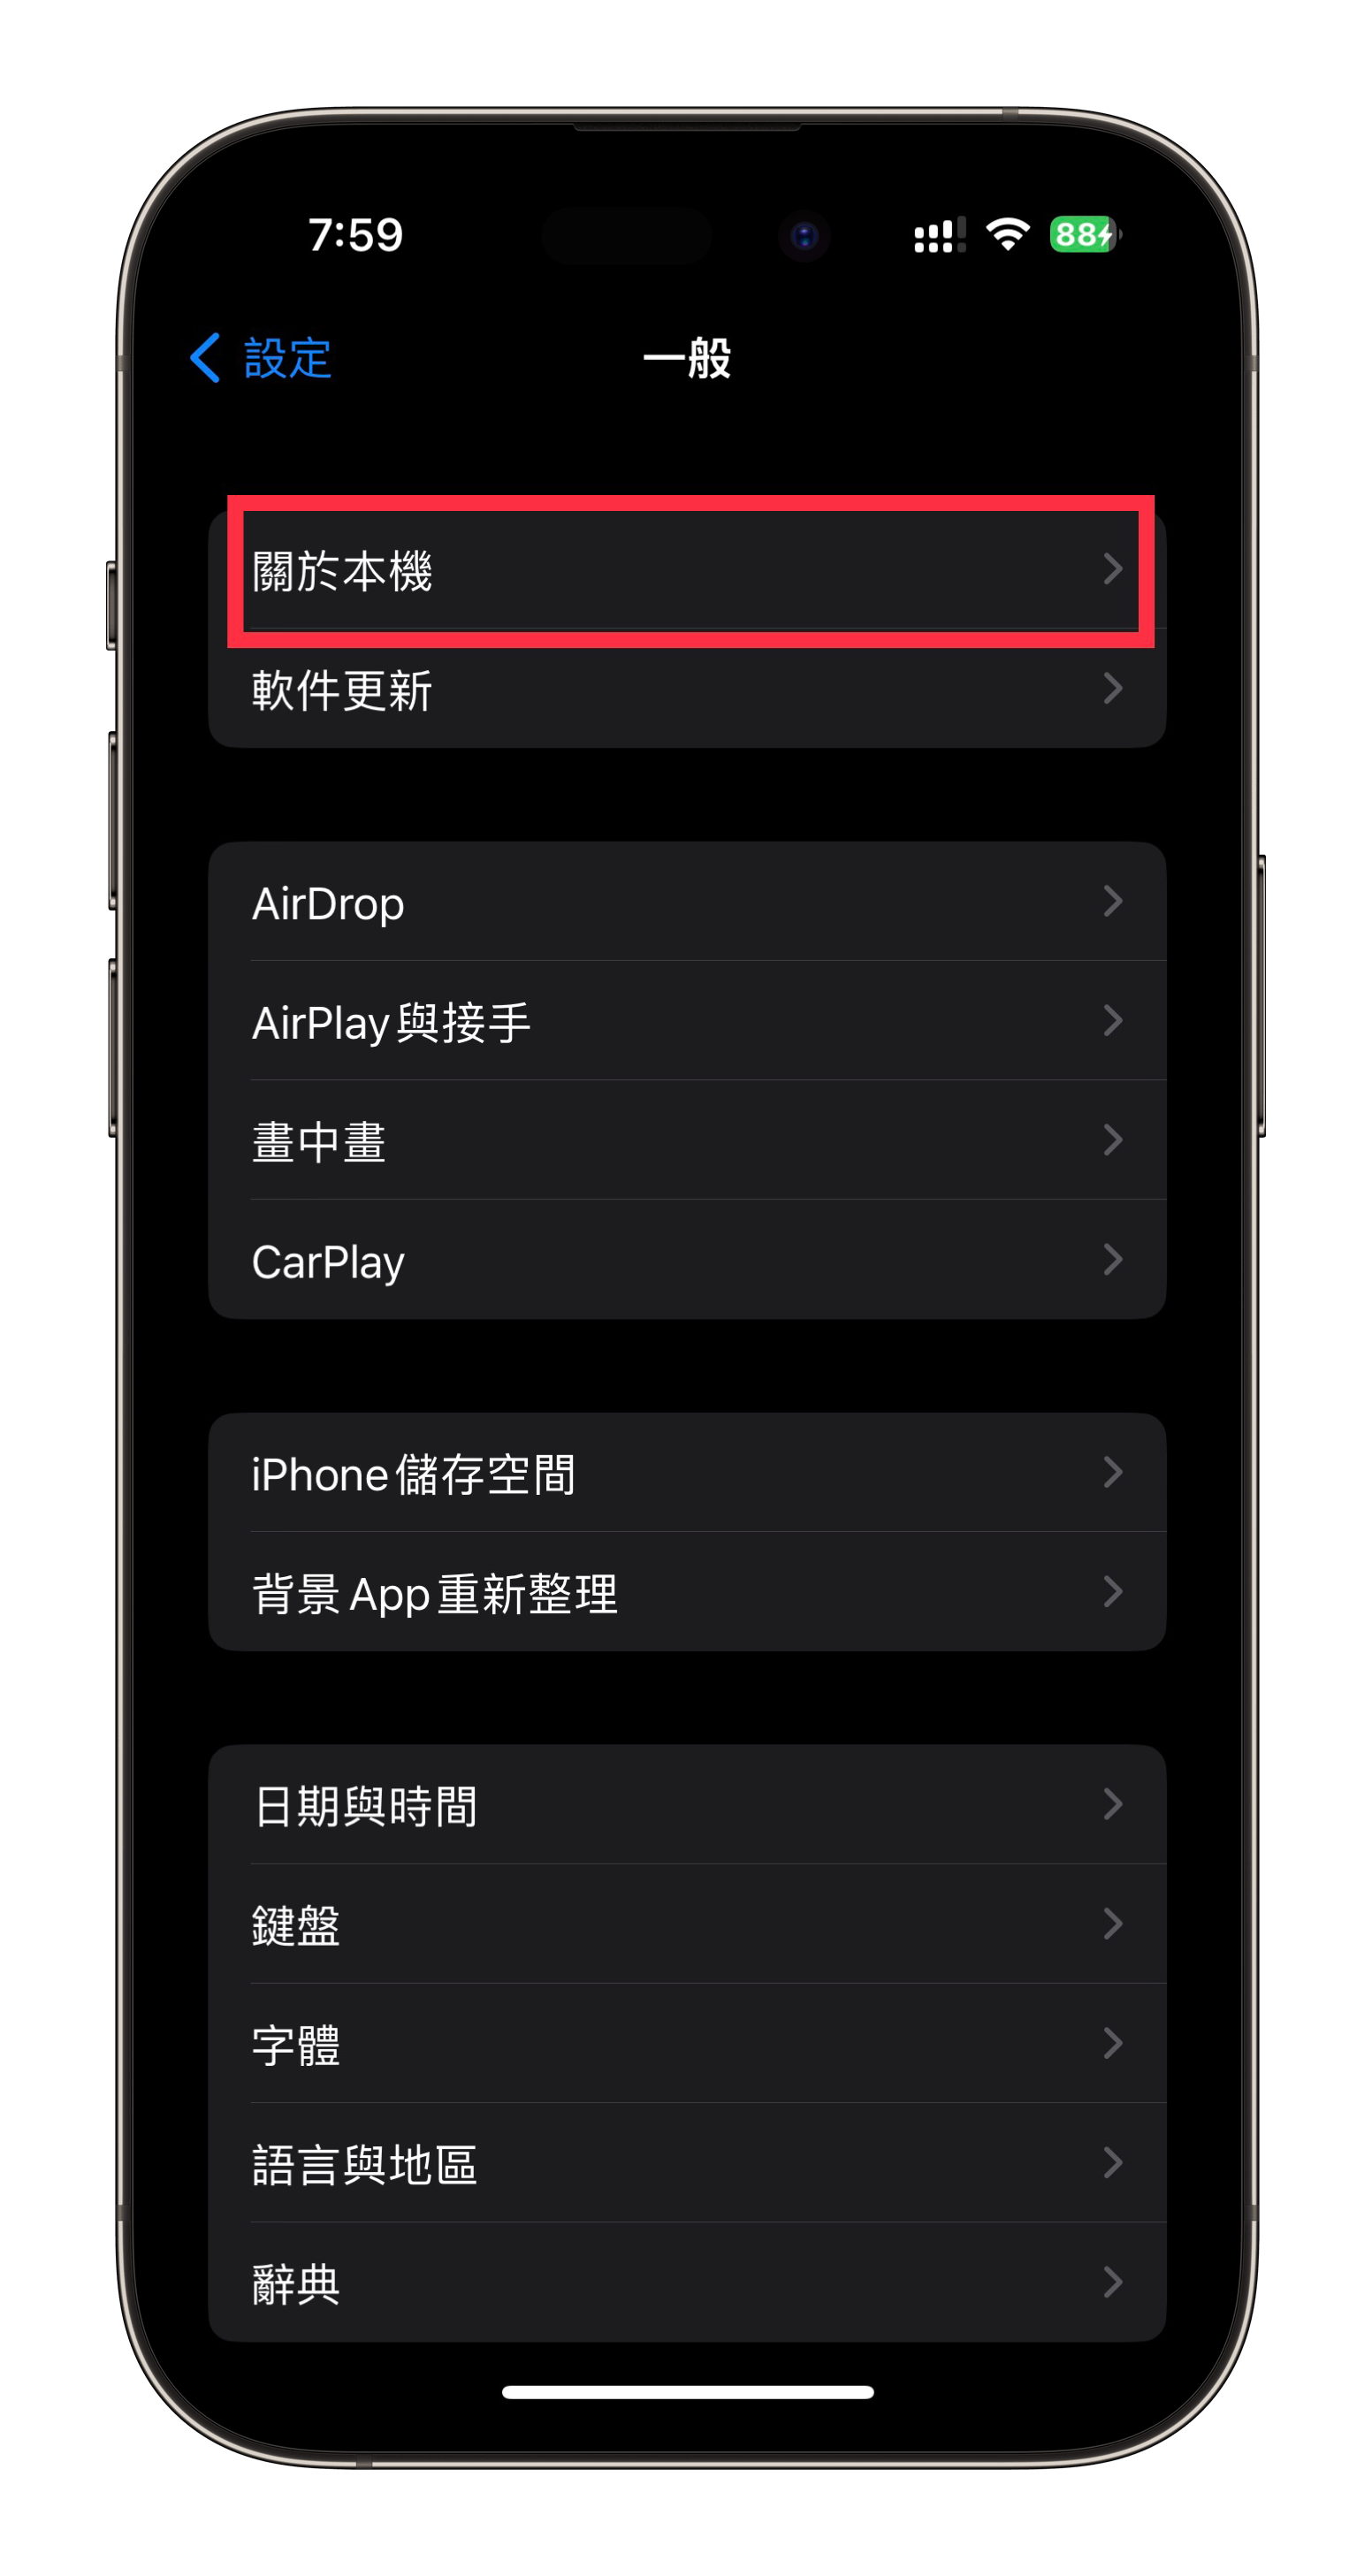 7:59
88
設定
一般
關於本機
軟件更新
AirDrop
AirPlay與接手
畫中畫
CarPlay
iPhone儲存空間
背景App重新整理
日期與時間
鍵盤
字體
語言與地區
辭典